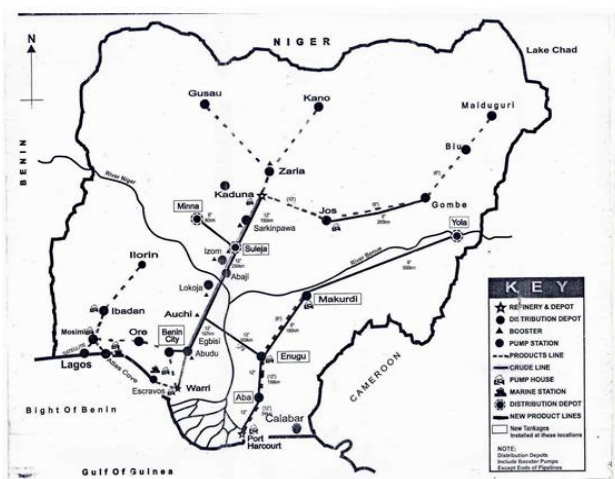 N
NIGER
Lake Chad
BENIN
Gusau
Kano
Maiduguri
Biu
Zaria
River Niger
Kaduna
Minna
Jos
Gombe
Sarkinpawa
Yola
Izom
Suleja
Ilorin
Abaji
River Benue
Lokoja
Makurdi
Auchi
Ibadan
Ore
Benin City
Mosimi
Egbisi
Abudu
Enugu
SATELLITE
Lagos
Atlas Cove
Escravos
Warri
Aba
CAMEROON
Calabar
Bight Of Benin
Port Harcourt
Gulf Of Guinea
KEY
REFINERY & DEPOT
DISTRIBUTION DEPOT
BOOSTER
PUMP STATION
PRODUCTS LINE
CRUDE LINE
PUMP HOUSE
MARINE STATION
DISTRIBUTION DEPOT
NEW PRODUCT LINES
New Tankages
Installed at these locations
NOTE:
Distribution Depots
Include Booster Pumps
Except Ends of Pipelines